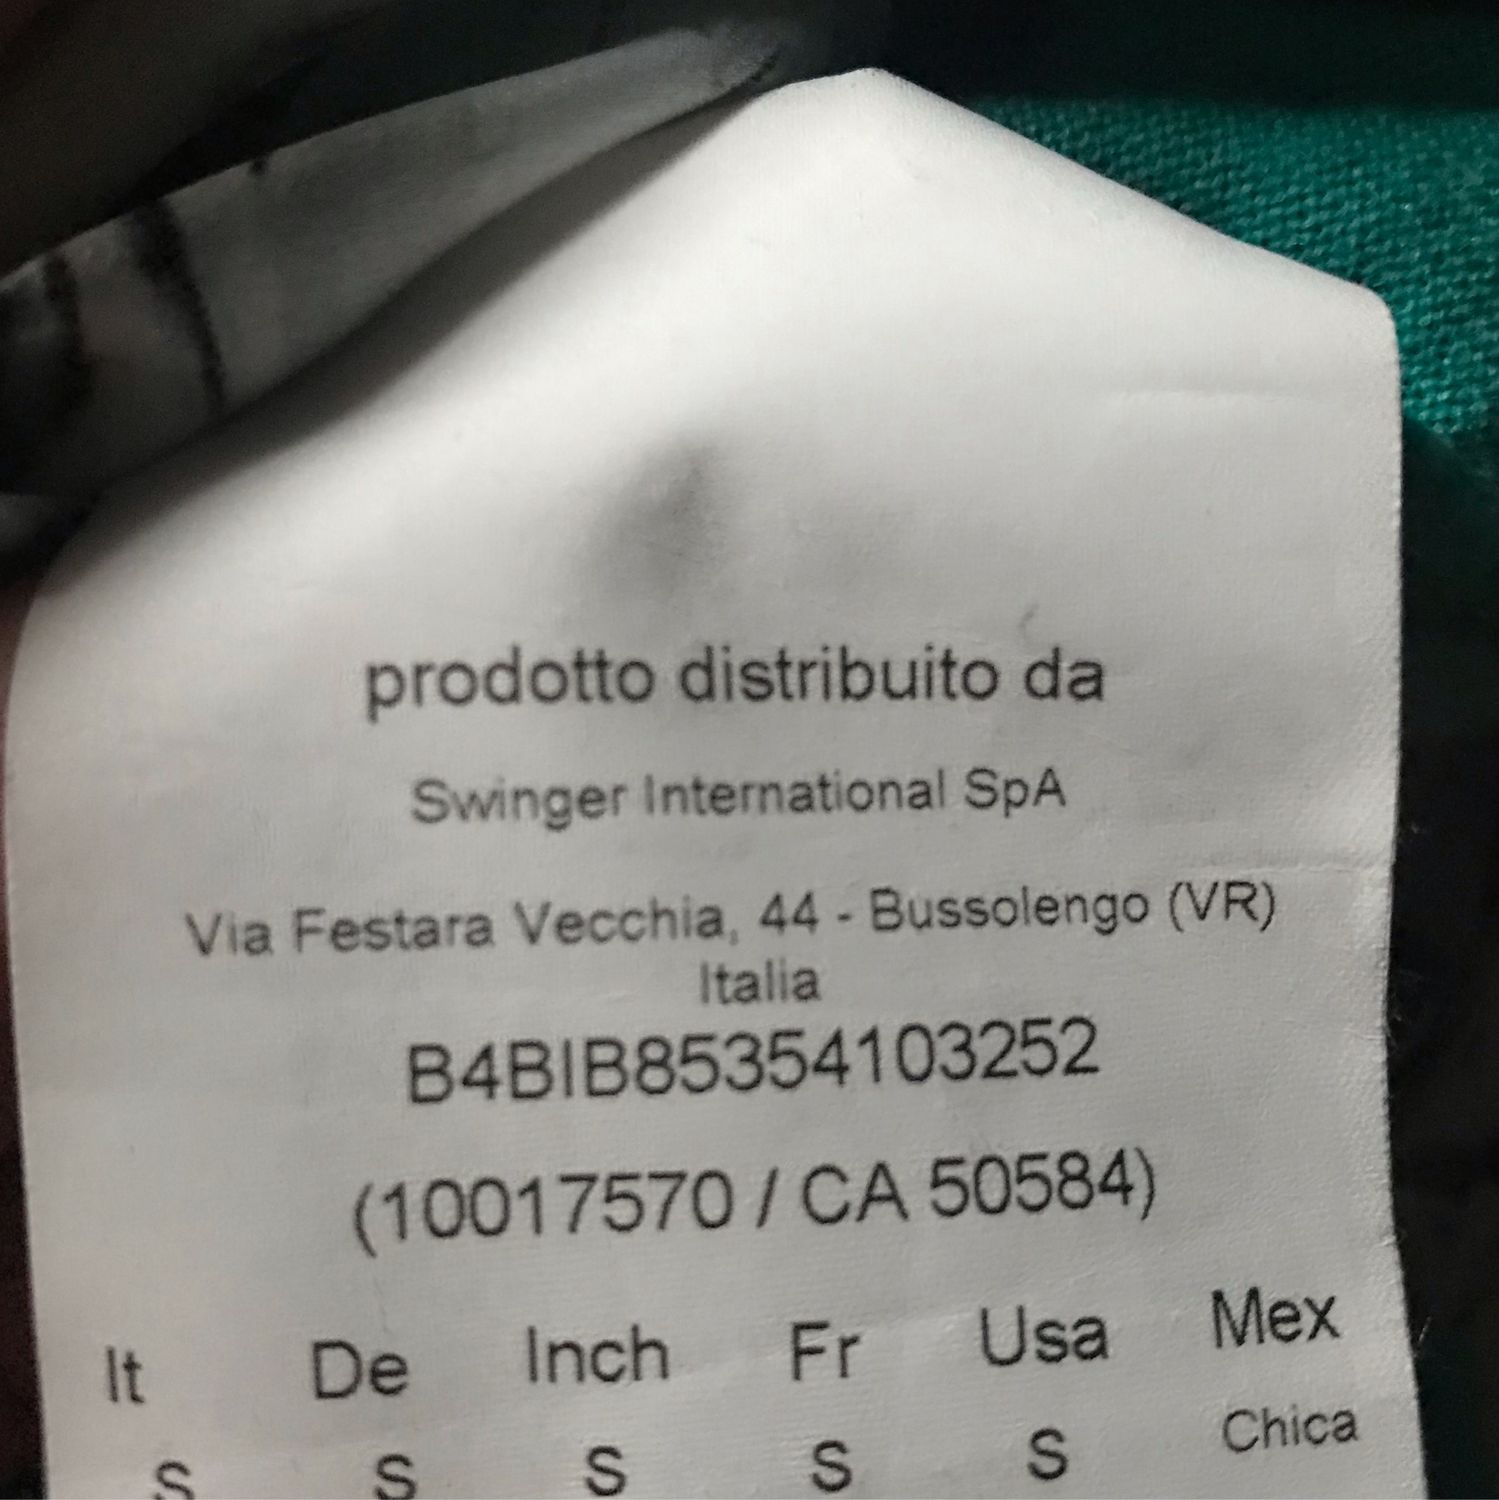 prodotto distribuito da
Swinger International SpA
Via Festara Vecchia, 44 - Bussolengo (VR)
Italia
B4BIB85354103252
(10017570 / CA 50584)
It De Inch Fr Usa Mex
S S S S S Chica